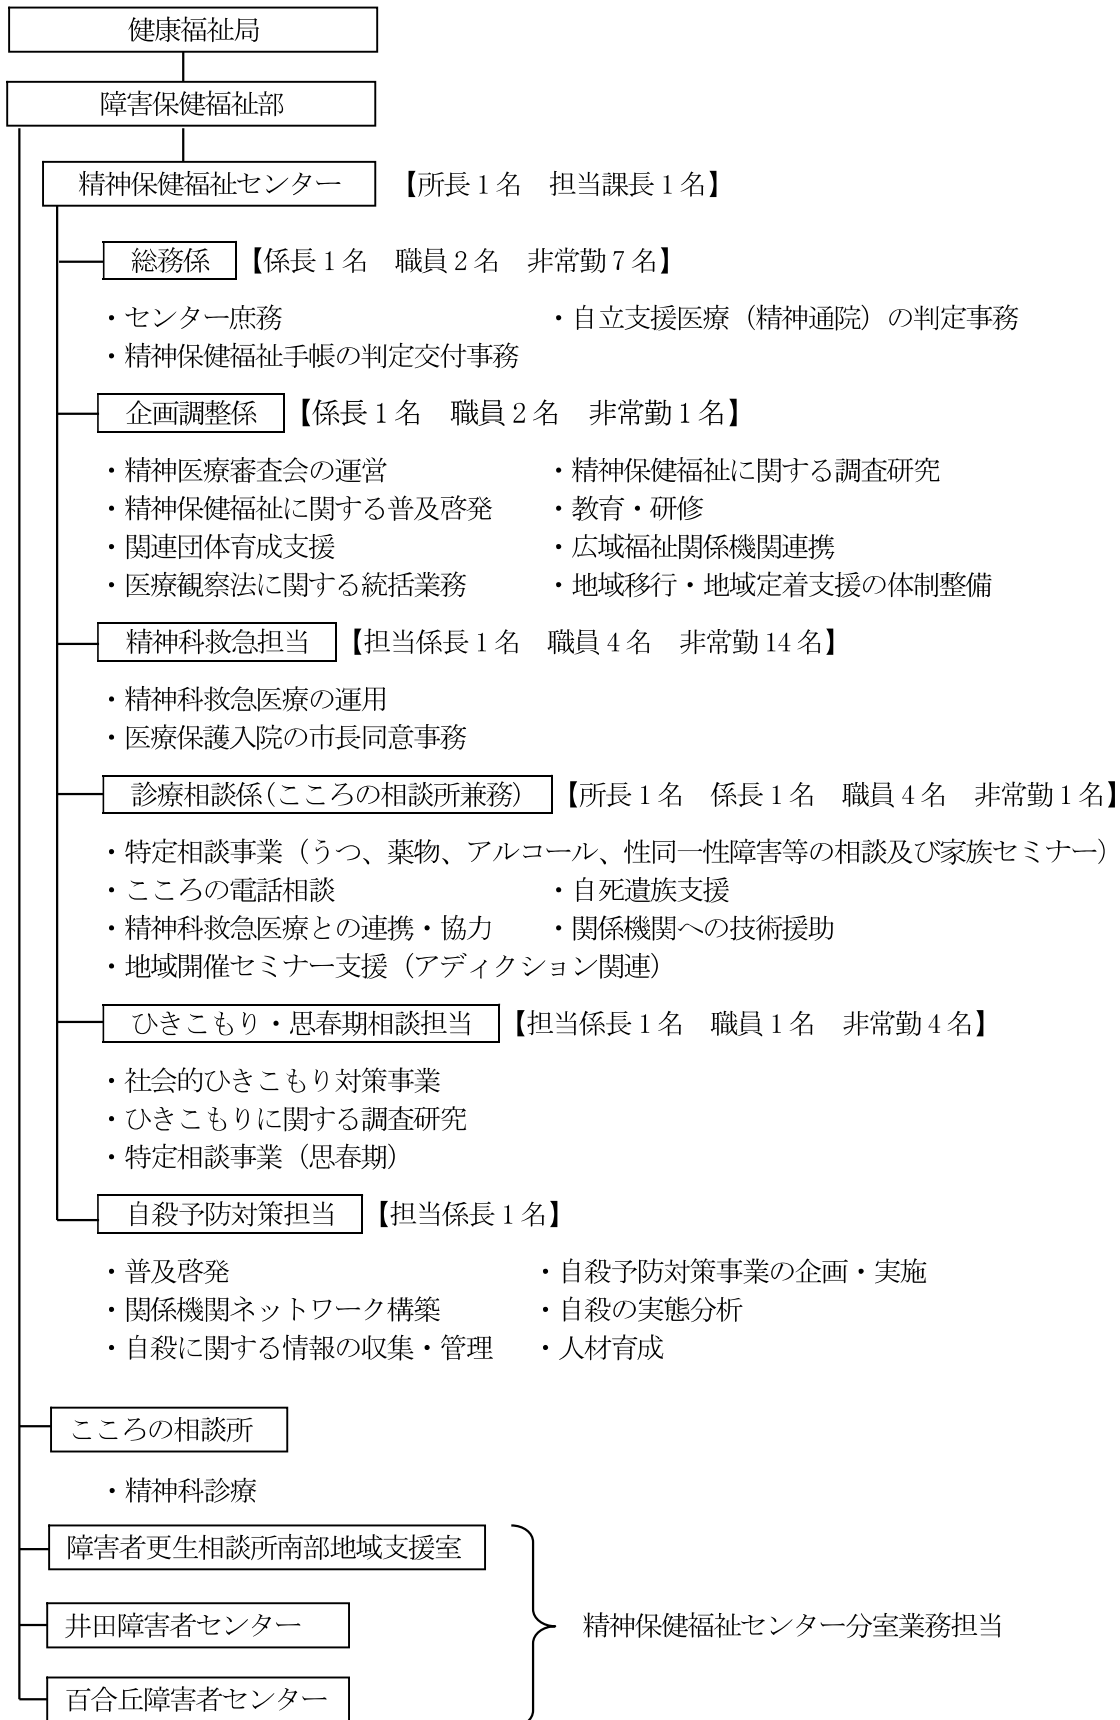 健康福祉局
障害保健福祉部
精神保健福祉センター 【所長1名　担当課長1名】
総務係 【係長1名　職員2名　非常勤7名】
・センター庶務　・自立支援医療（精神通院）の判定事務
・精神保健福祉手帳の判定交付事務
企画調整係 【係長1名　職員2名　非常勤1名】
・精神医療審査会の運営　・精神保健福祉に関する調査研究
・精神保健福祉に関する普及啓発　・教育・研修
・関連団体育成支援　・広域福祉関係機関連携
・医療観察法に関する統括業務　・地域移行・地域定着支援の体制整備
精神科救急担当 【担当係長1名　職員4名　非常勤14名】
・精神科救急医療の運用
・医療保護入院の市長同意事務
診療相談係（こころの相談所兼務） 【所長1名　係長1名　職員4名　非常勤1名】
・特定相談事業（うつ、薬物、アルコール、性同一性障害等の相談及び家族セミナー）
・こころの電話相談　・自死遺族支援
・精神科救急医療との連携・協力　・関係機関への技術援助
・地域開催セミナー支援（アディクション関連）
ひきこもり・思春期相談担当 【担当係長1名　職員1名　非常勤4名】
・社会的ひきこもり対策事業
・ひきこもりに関する調査研究
・特定相談事業（思春期）
自殺予防対策担当 【担当係長1名】
・普及啓発　・自殺予防対策事業の企画・実施
・関係機関ネットワーク構築　・自殺の実態分析
・自殺に関する情報の収集・管理　・人材育成
こころの相談所
・精神科診療
障害者更生相談所南部地域支援室
井田障害者センター　精神保健福祉センター分室業務担当
百合丘障害者センター